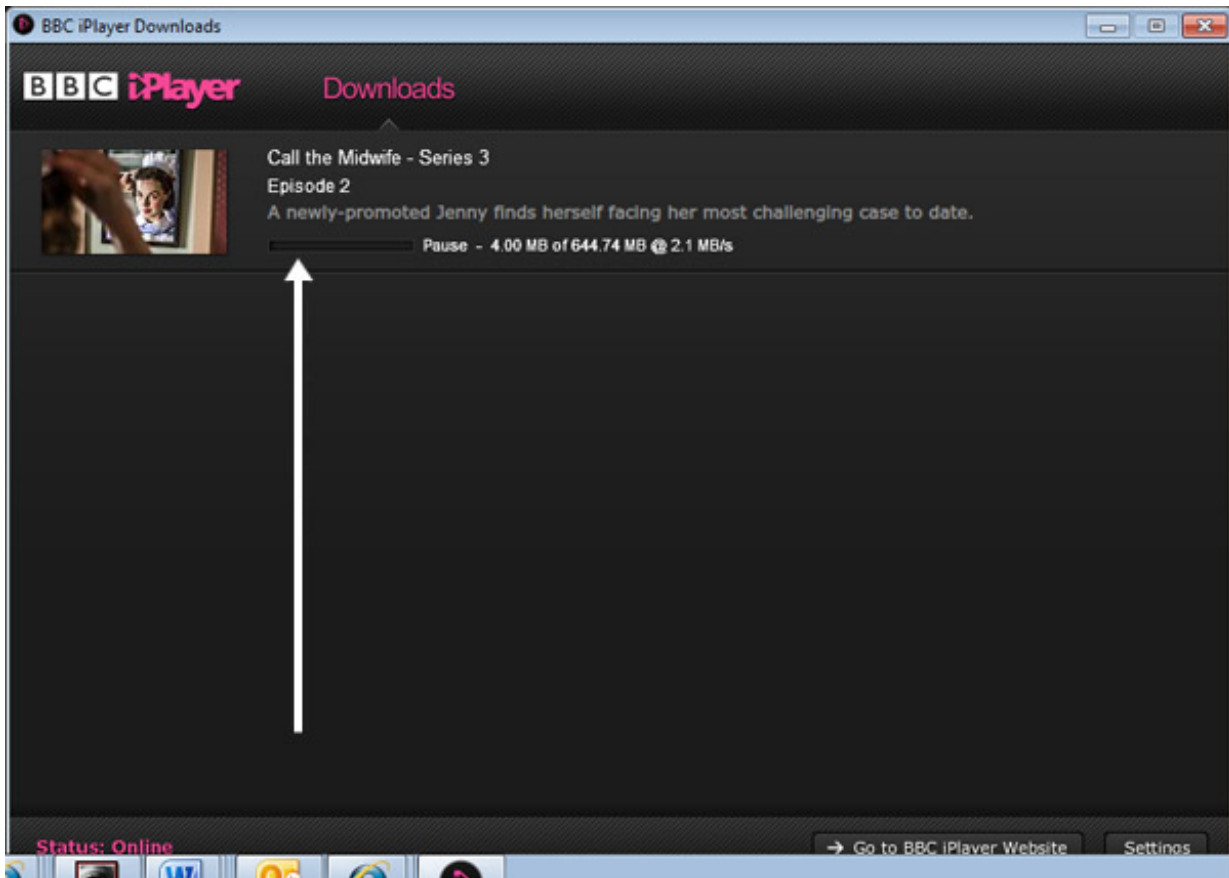 BBC iPlayer Downloads
BBC iPlayer
Downloads
Call the Midwife - Series 3
Episode 2
A newly-promoted Jenny finds herself facing her most challenging case to date.
Pause - 4.00 MB of 644.74 MB @ 2.1 MB/s
Status: Online
→ Go to BBC iPlayer Website
Settings